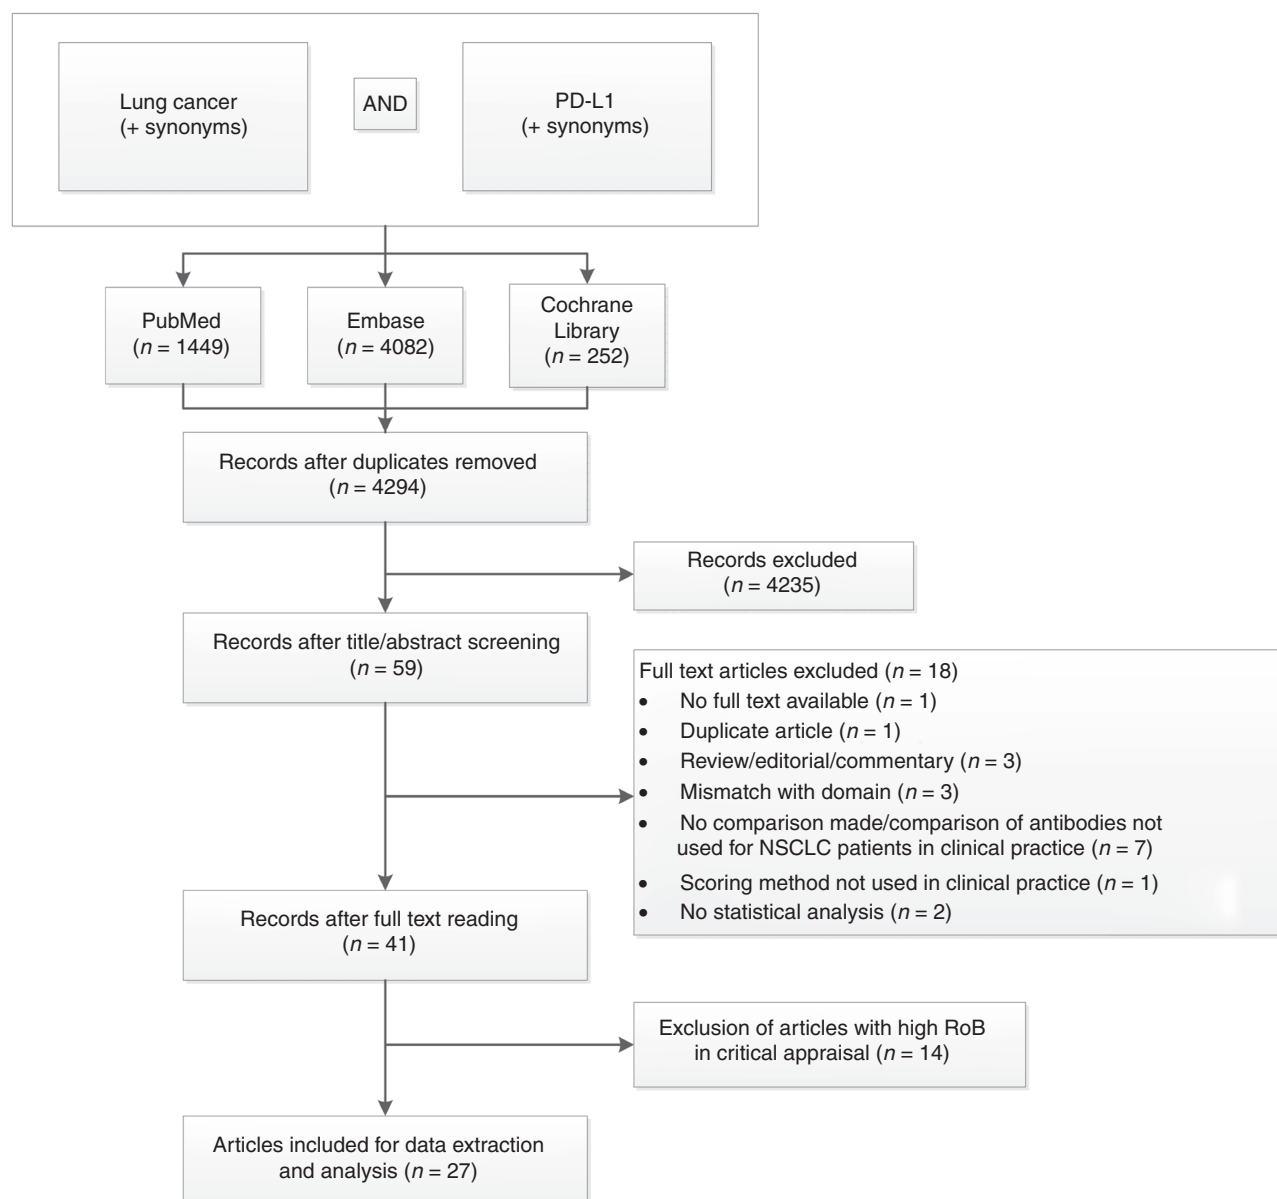 Lung cancer
(+ synonyms)
AND
PD-L1
(+ synonyms)
PubMed
(n = 1449)
Embase
(n = 4082)
Cochrane
Library
(n = 252)
Records after duplicates removed
(n = 4294)
Records excluded
(n = 4235)
Records after title/abstract screening
(n = 59)
Full text articles excluded (n = 18)
• No full text available (n = 1)
• Duplicate article (n = 1)
• Review/editorial/commentary (n = 3)
• Mismatch with domain (n = 3)
• No comparison made/comparison of antibodies not
used for NSCLC patients in clinical practice (n = 7)
• Scoring method not used in clinical practice (n = 1)
• No statistical analysis (n = 2)
Records after full text reading
(n = 41)
Exclusion of articles with high RoB
in critical appraisal (n = 14)
Articles included for data extraction
and analysis (n = 27)